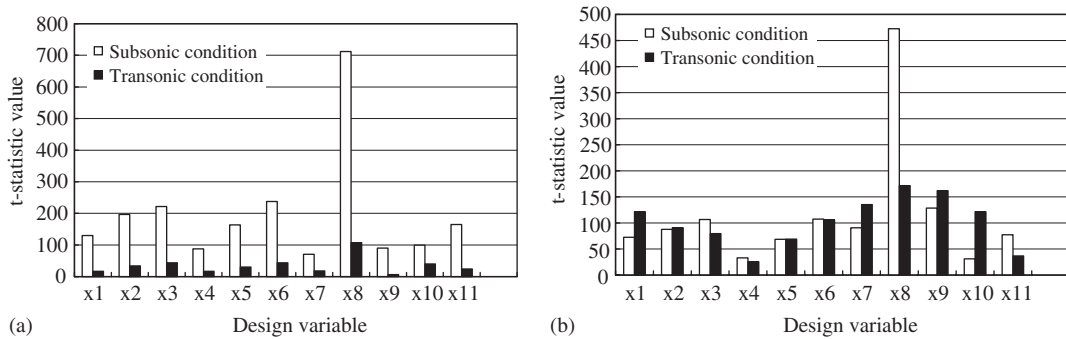 800
700
600
500
400
300
200
100
0
t-statistic value
Subsonic condition
Transonic condition
x1 x2 x3 x4 x5 x6 x7 x8 x9 x10 x11
(a) Design variable
500
450
400
350
300
250
200
150
100
50
0
t-statistic value
Subsonic condition
Transonic condition
x1 x2 x3 x4 x5 x6 x7 x8 x9 x10 x11
(b) Design variable